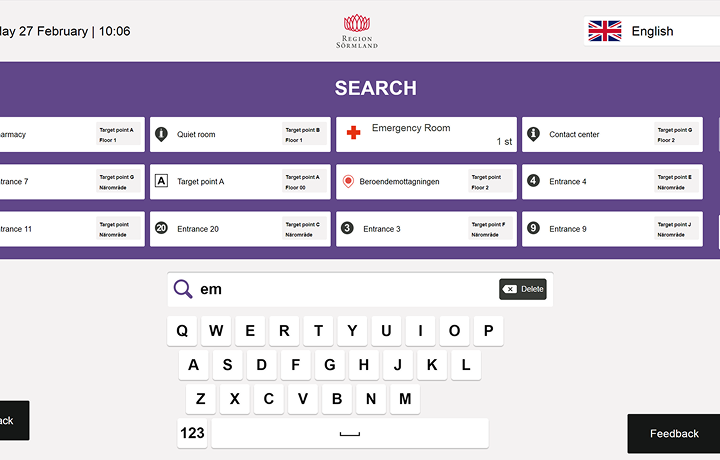 ay 27 February | 10:06
REGION
SÖRMLAND
English
SEARCH
armacy
Target point A
Floor 1
Quiet room
Target point B
Floor 1
Emergency Room
1 st
Contact center
Target point G
Floor 2
trance 7
Target point G
Närområde
A
Target point A
Target point A
Floor 00
Beroendemottagningen
Target point
Floor 2
4
Entrance 4
Target point E
Närområde
trance 11
Target point
Närområde
20
Entrance 20
Target point C
Närområde
3
Entrance 3
Target point F
Närområde
9
Entrance 9
Target point J
Närområde
em
Delete
Q W E R T Y U I O P
A S D F G H J K L
Z X C V B N M
123
ack
Feedback